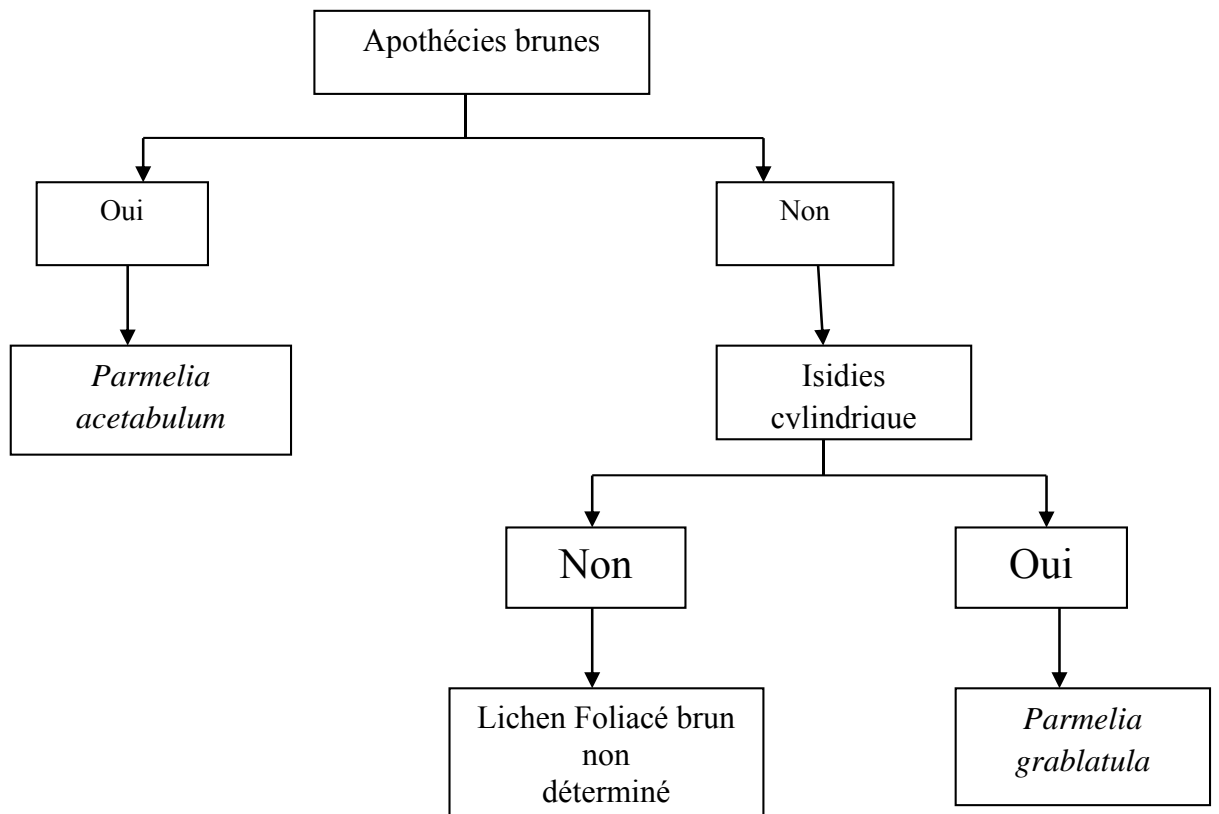 Apothécies brunes
Oui
Non
Parmelia
acetabulum
Isidies
cylindrique
Non
Oui
Lichen Foliacé brun
non
déterminé
Parmelia
grablatula